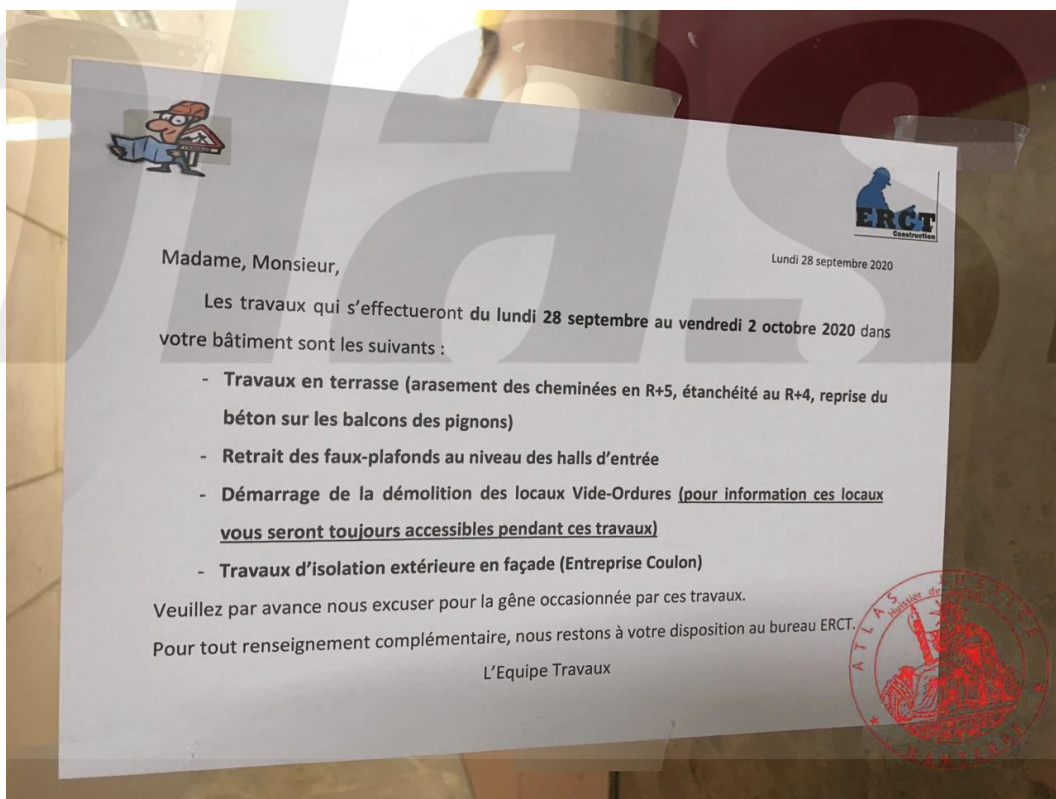 ERCT
Construction
Lundi 28 septembre 2020
Madame, Monsieur,
Les travaux qui s'effectueront du lundi 28 septembre au vendredi 2 octobre 2020 dans
votre bâtiment sont les suivants :
- Travaux en terrasse (arasement des cheminées en R+5, étanchéité au R+4, reprise du
béton sur les balcons des pignons)
- Retrait des faux-plafonds au niveau des halls d'entrée
- Démarrage de la démolition des locaux Vide-Ordures (pour information ces locaux
vous seront toujours accessibles pendant ces travaux)
- Travaux d'isolation extérieure en façade (Entreprise Coulon)
Veuillez par avance nous excuser pour la gêne occasionnée par ces travaux.
Pour tout renseignement complémentaire, nous restons à votre disposition au bureau ERCT.
L'Equipe Travaux
ATLAS JUSTICE
Huissier de
NANTERRE